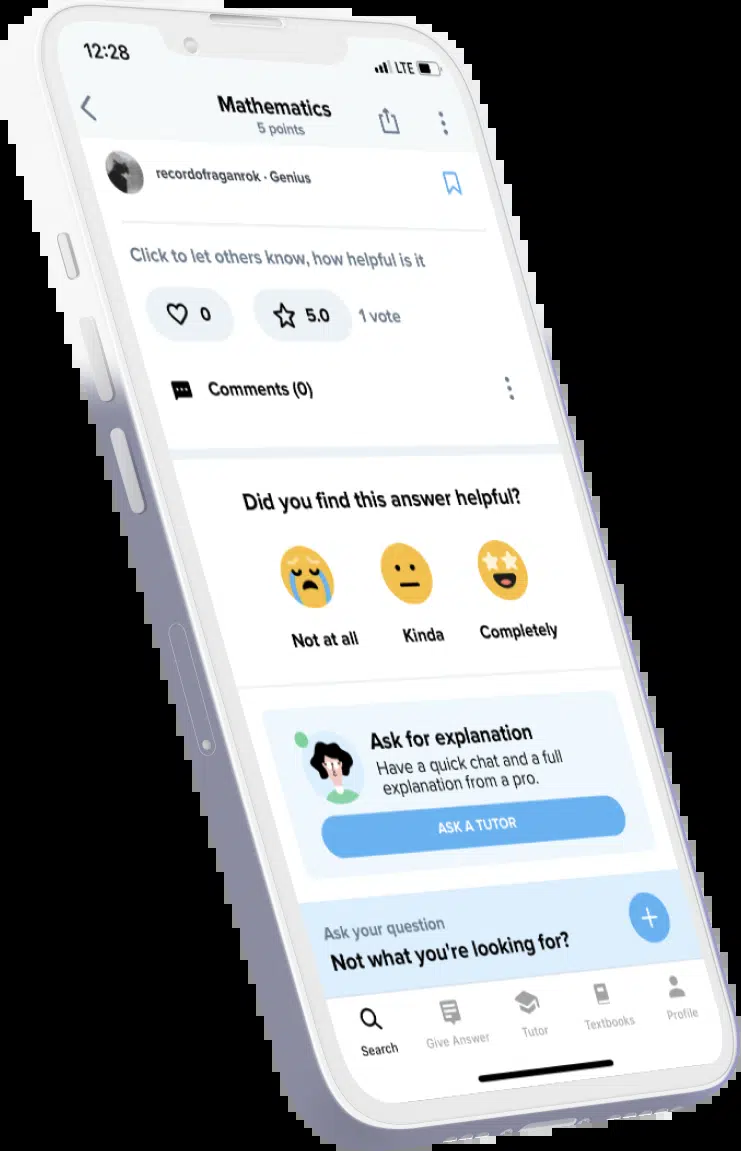 12:28
LTE
Mathematics
5 points
recordofraganrok · Genius
Click to let others know, how helpful is it
0
5.0
1 vote
Comments (0)
Did you find this answer helpful?
Not at all
Kinda
Completely
Ask for explanation
Have a quick chat and a full
explanation from a pro.
ASK A TUTOR
Ask your question
Not what you're looking for?
Search
Give Answer
Tutor
Textbooks
Profile